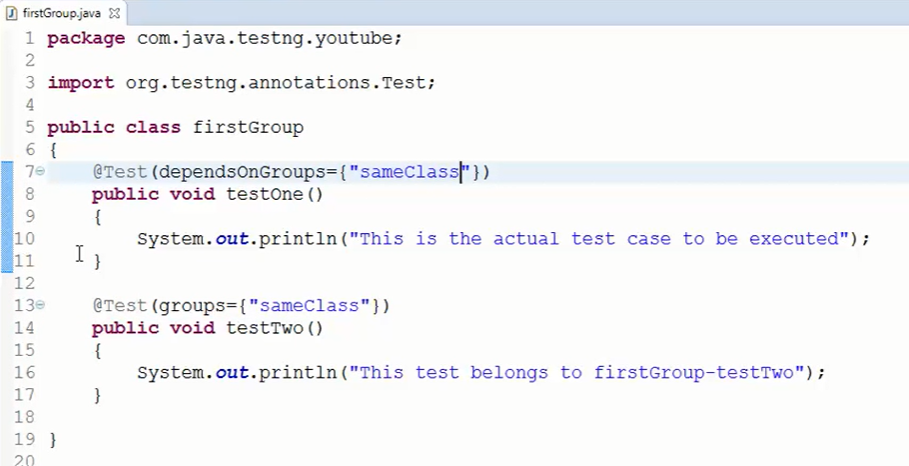 firstGroup.java
1 package com.java.testng.youtube;
2
3 import org.testng.annotations.Test;
4
5 public class firstGroup
6 {
7 @Test(dependsOnGroups={"sameClass"})
8 public void testOne()
9 {
10 System.out.println("This is the actual test case to be executed");
11 }
12
13 @Test(groups={"sameClass"})
14 public void testTwo()
15 {
16 System.out.println("This test belongs to firstGroup-testTwo");
17 }
18
19 }
20